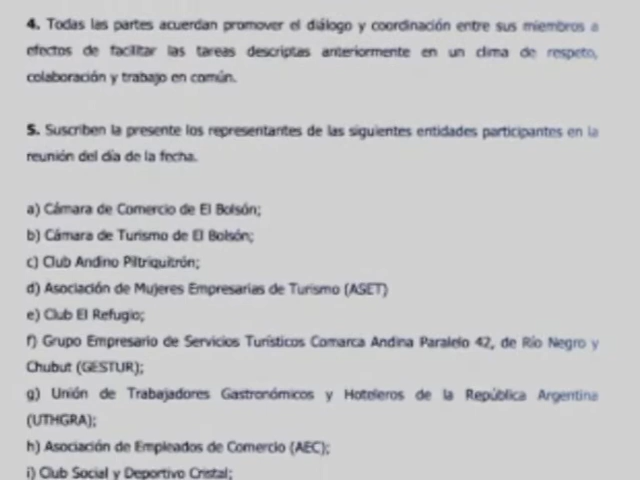 4. Todas las partes acuerdan promover el diálogo y coordinación entre sus miembros a
efectos de facilitar las tareas descriptas anteriormente en un clima de respeto,
colaboración y trabajo en común.
5. Suscriben la presente los representantes de las siguientes entidades participantes en la
reunión del día de la fecha.
a) Cámara de Comercio de El Bolsón;
b) Cámara de Turismo de El Bolsón;
c) Club Andino Piltriquitrón;
d) Asociación de Mujeres Empresarias de Turismo (ASET)
e) Club El Refugio;
f) Grupo Empresario de Servicios Turísticos Comarca Andina Paralelo 42, de Río Negro y
Chubut (GESTUR);
g) Unión de Trabajadores Gastronómicos y Hoteleros de la República Argentina
(UTHGRA);
h) Asociación de Empleados de Comercio (AEC);
i) Club Social y Deportivo Cristal;